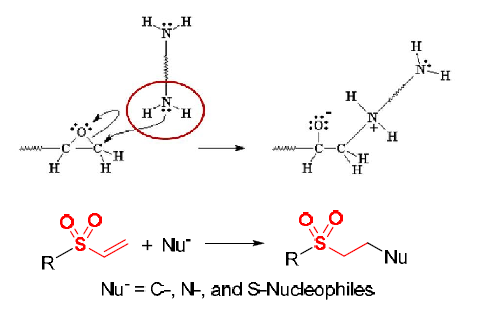 H H
N
N
H H
O
C C
H H
H
H
N H
H
N H
+
O -
C C
H H
H
O O
S
R
+ Nu-
O O
S
R Nu
Nu- = C-, N-, and S-Nucleophiles